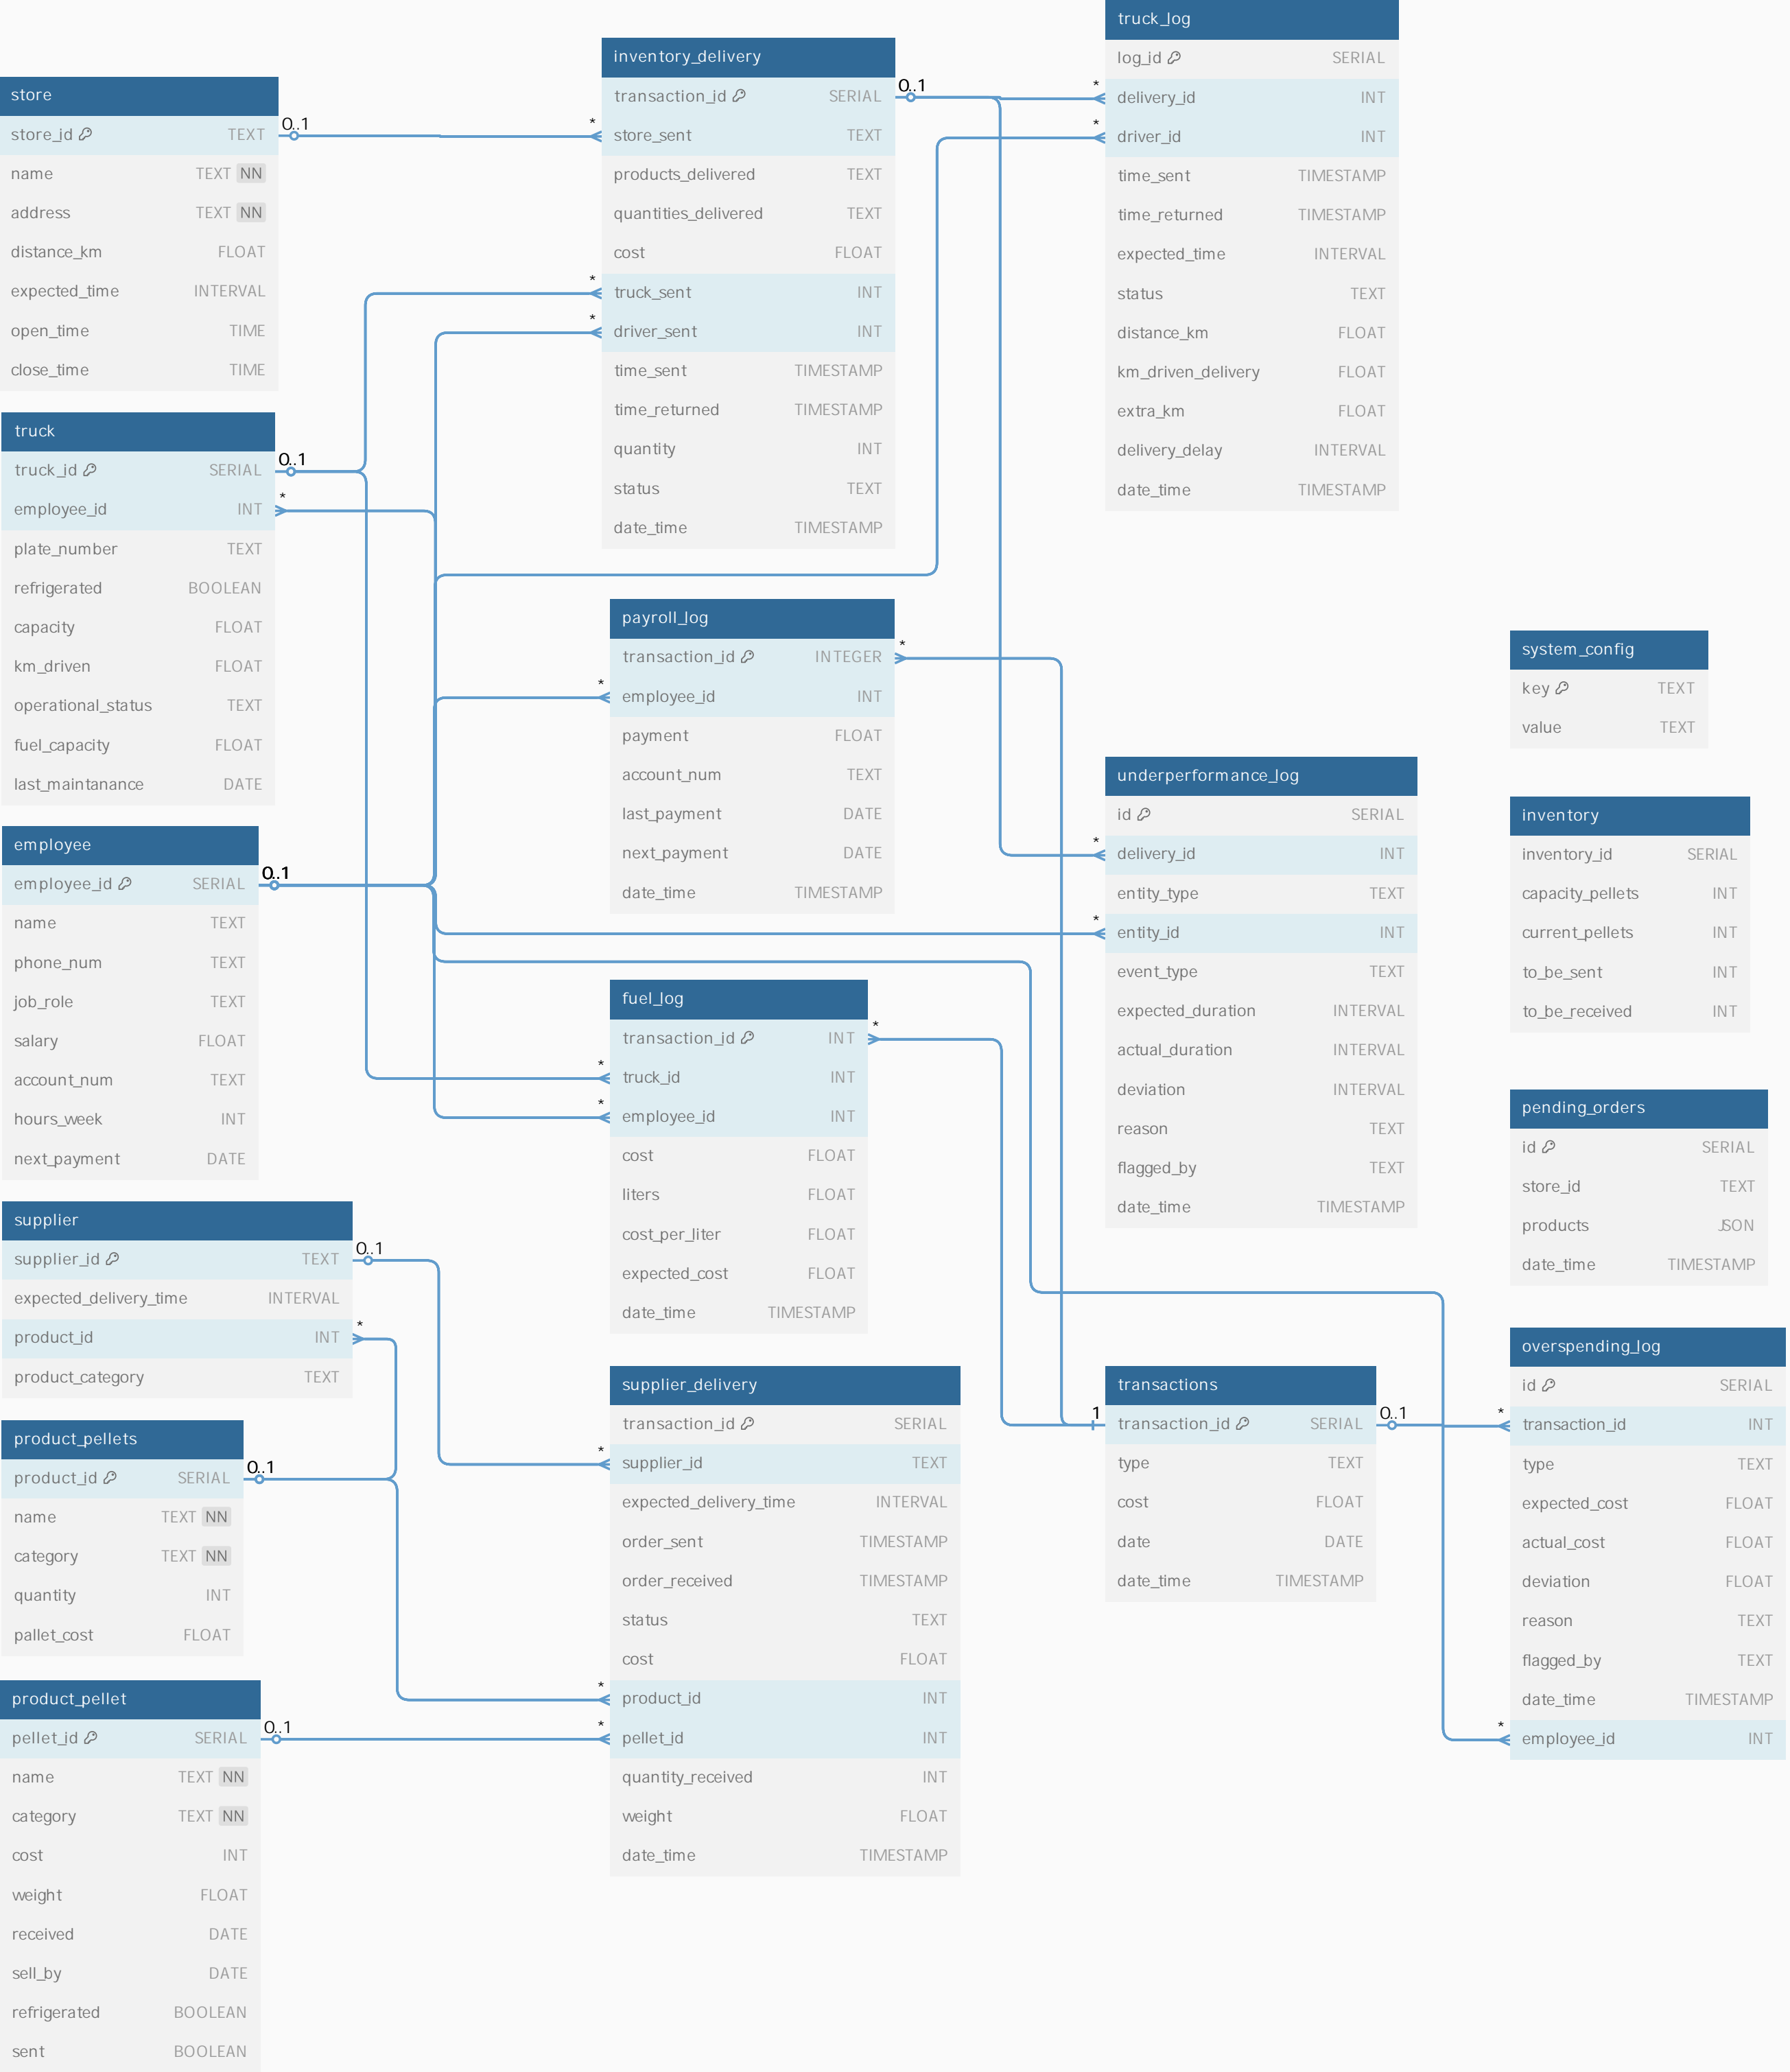 store
store_id TEXT
name TEXT NN
address TEXT NN
distance_km FLOAT
expected_time INTERVAL
open_time TIME
close_time TIME
0..1
*
truck
truck_id SERIAL
employee_id INT
plate_number TEXT
refrigerated BOOLEAN
capacity FLOAT
km_driven FLOAT
operational_status TEXT
fuel_capacity FLOAT
last_maintanance DATE
0..1
*
employee
employee_id SERIAL
name TEXT
phone_num TEXT
job_role TEXT
salary FLOAT
account_num TEXT
hours_week INT
next_payment DATE
0..1
supplier
supplier_id TEXT
expected_delivery_time INTERVAL
product_id INT
product_category TEXT
0..1
*
product_pellets
product_id SERIAL
name TEXT NN
category TEXT NN
quantity INT
pallet_cost FLOAT
0..1
product_pellet
pellet_id SERIAL
name TEXT NN
category TEXT NN
cost INT
weight FLOAT
received DATE
sell_by DATE
refrigerated BOOLEAN
sent BOOLEAN
0..1
inventory_delivery
transaction_id SERIAL
store_sent TEXT
products_delivered TEXT
quantities_delivered TEXT
cost FLOAT
truck_sent INT
driver_sent INT
time_sent TIMESTAMP
time_returned TIMESTAMP
quantity INT
status TEXT
date_time TIMESTAMP
0..1
*
*
payroll_log
transaction_id INTEGER
employee_id INT
payment FLOAT
account_num TEXT
last_payment DATE
next_payment DATE
date_time TIMESTAMP
*
*
fuel_log
transaction_id INT
truck_id INT
employee_id INT
cost FLOAT
liters FLOAT
cost_per_liter FLOAT
expected_cost FLOAT
date_time TIMESTAMP
*
*
*
supplier_delivery
transaction_id SERIAL
supplier_id TEXT
expected_delivery_time INTERVAL
order_sent TIMESTAMP
order_received TIMESTAMP
status TEXT
cost FLOAT
product_id INT
pellet_id INT
quantity_received INT
weight FLOAT
date_time TIMESTAMP
*
*
*
truck_log
log_id SERIAL
delivery_id INT
driver_id INT
time_sent TIMESTAMP
time_returned TIMESTAMP
expected_time INTERVAL
status TEXT
distance_km FLOAT
km_driven_delivery FLOAT
extra_km FLOAT
delivery_delay INTERVAL
date_time TIMESTAMP
*
*
underperformance_log
id SERIAL
delivery_id INT
entity_type TEXT
entity_id INT
event_type TEXT
expected_duration INTERVAL
actual_duration INTERVAL
deviation INTERVAL
reason TEXT
flagged_by TEXT
date_time TIMESTAMP
*
*
transactions
transaction_id SERIAL
type TEXT
cost FLOAT
date DATE
date_time TIMESTAMP
1
0..1
system_config
key TEXT
value TEXT
inventory
inventory_id SERIAL
capacity_pellets INT
current_pellets INT
to_be_sent INT
to_be_received INT
pending_orders
id SERIAL
store_id TEXT
products JSON
date_time TIMESTAMP
overspending_log
id SERIAL
transaction_id INT
type TEXT
expected_cost FLOAT
actual_cost FLOAT
deviation FLOAT
reason TEXT
flagged_by TEXT
date_time TIMESTAMP
employee_id INT
*
*